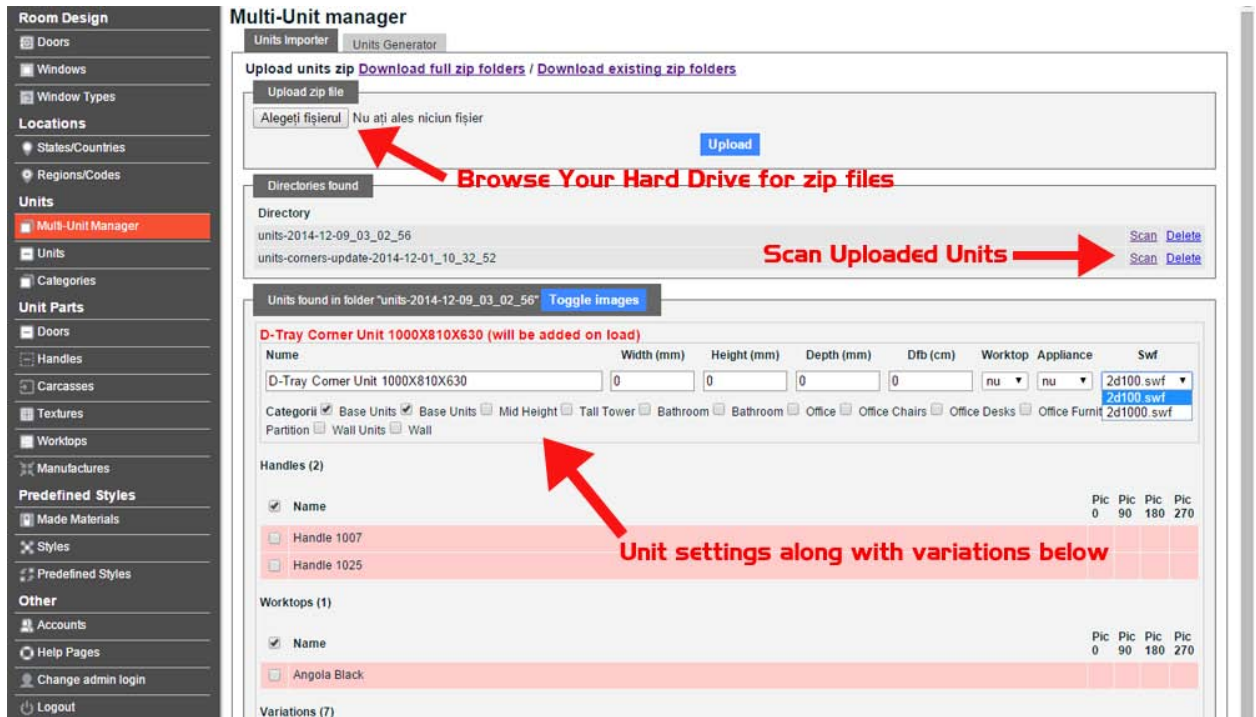 Room Design
Doors
Windows
Window Types
Locations
States/Countries
Regions/Codes
Units
Multi-Unit Manager
Units
Categories
Unit Parts
Doors
Handles
Carcasses
Textures
Worktops
Manufactures
Predefined Styles
Made Materials
Styles
Predefined Styles
Other
Accounts
Help Pages
Change admin login
Logout
Multi-Unit manager
Units Importer Units Generator
Upload units zip Download full zip folders / Download existing zip folders
Upload zip file
Alegeți fișierul Nu ați ales niciun fișier
Upload
Browse Your Hard Drive for zip files
Directories found
Directory
units-2014-12-09_03_02_56 Scan Delete
units-corners-update-2014-12-01_10_32_52 Scan Delete
Scan Uploaded Units
Units found in folder "units-2014-12-09_03_02_56" Toggle images
D-Tray Corner Unit 1000X810X630 (will be added on load)
Nume Width (mm) Height (mm) Depth (mm) Dfb (cm) Worktop Appliance Swf
D-Tray Corner Unit 1000X810X630 0 0 0 0 nu nu 2d100.swf
2d100.swf
2d1000.swf
Categorii Base Units Base Units Mid Height Tall Tower Bathroom Bathroom Office Office Chairs Office Desks Office Furnit
Partition Wall Units Wall
Handles (2)
Name Pic 0 Pic 90 Pic 180 Pic 270
Handle 1007
Handle 1025
Unit settings along with variations below
Worktops (1)
Name Pic 0 Pic 90 Pic 180 Pic 270
Angola Black
Variations (7)